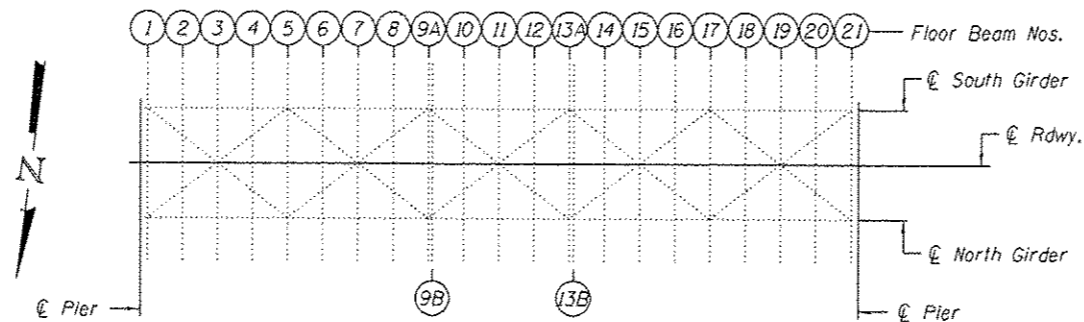 1 2 3 4 5 6 7 8 9A 10 11 12 13A 14 15 16 17 18 19 20 21 Floor Beam Nos.
℄ South Girder
℄ Rdwy.
N
℄ North Girder
9B 13B
℄ Pier ℄ Pier